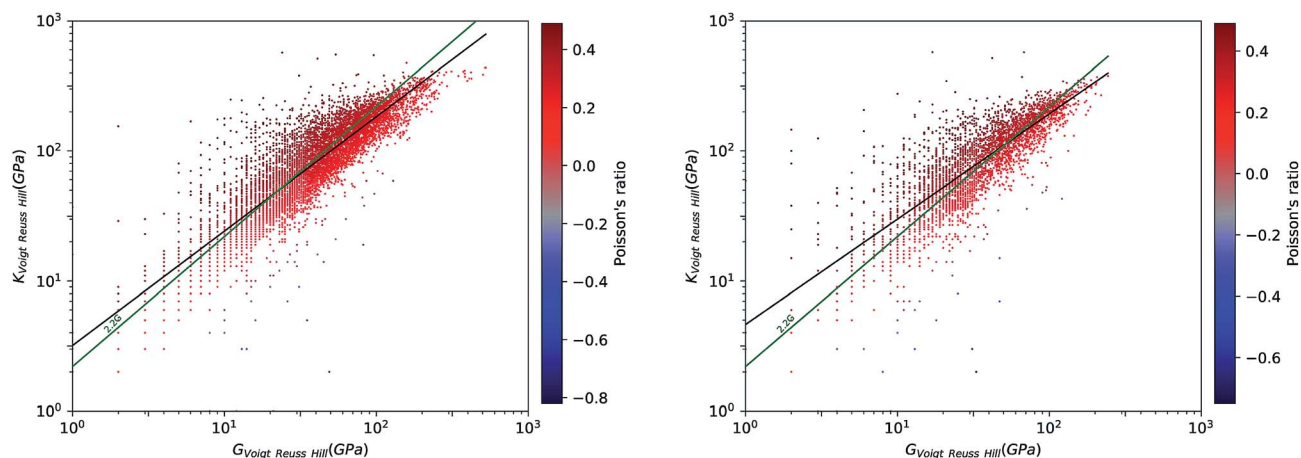 10³
10²
10¹
10⁰
K_Voigt Reuss Hill(GPa)
2.2G
10⁰ 10¹ 10² 10³
G_Voigt Reuss Hill(GPa)
0.4
0.2
0.0
−0.2
−0.4
−0.6
−0.8
Poisson's ratio
10³
10²
10¹
10⁰
K_Voigt Reuss Hill(GPa)
2.2G
10⁰ 10¹ 10² 10³
G_Voigt Reuss Hill(GPa)
0.4
0.2
0.0
−0.2
−0.4
−0.6
Poisson's ratio